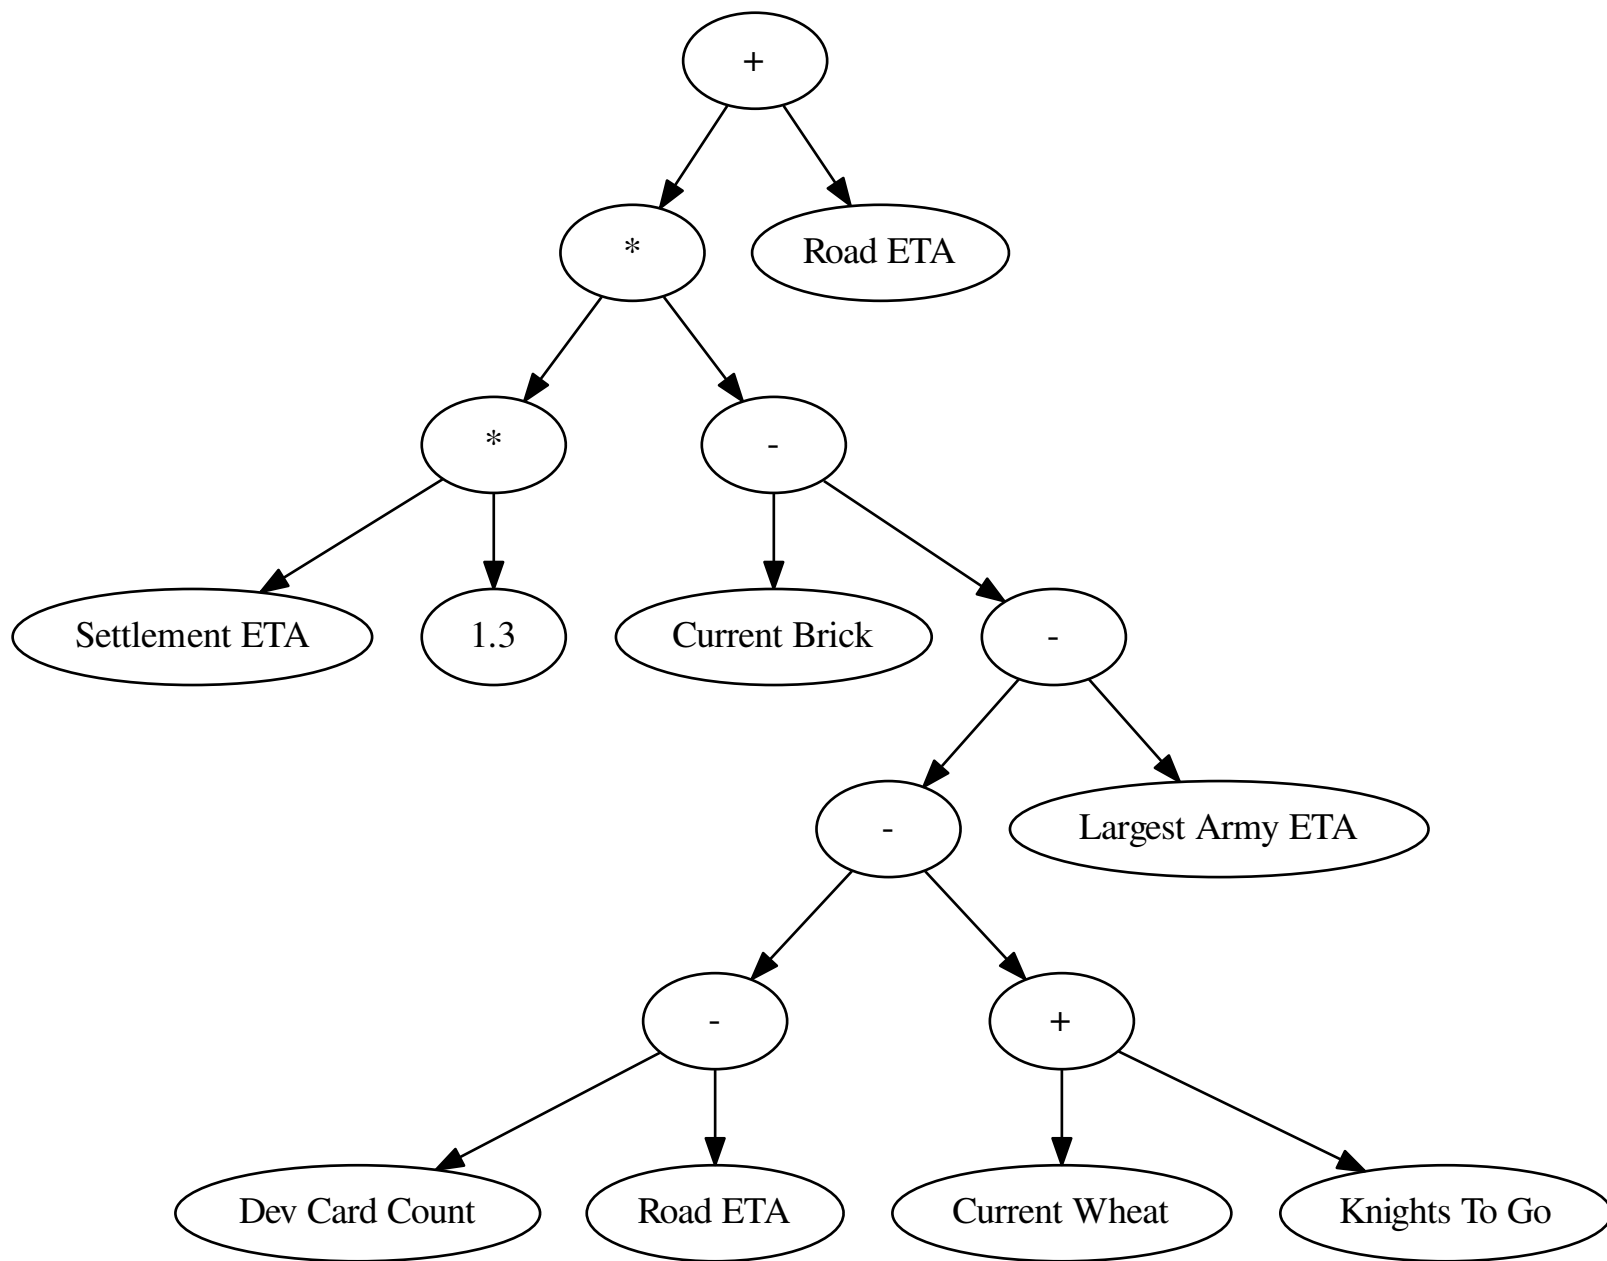 +
*
Road ETA
*
-
Settlement ETA
1.3
Current Brick
-
-
Largest Army ETA
-
+
Dev Card Count
Road ETA
Current Wheat
Knights To Go